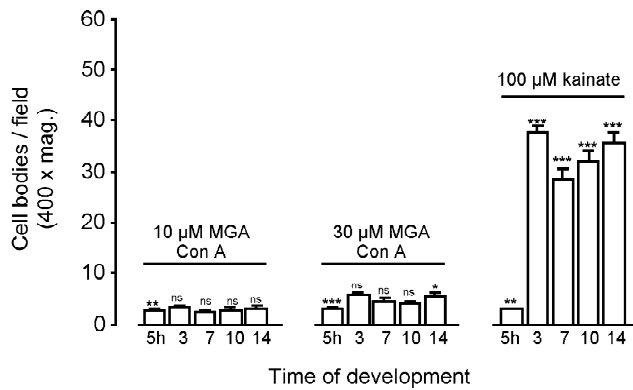 60
50
40
30
20
10
0
Cell bodies / field
(400 x mag.)
10 µM MGA
Con A
** ns ns ns ns
5h 3 7 10 14
30 µM MGA
Con A
*** ns ns ns *
5h 3 7 10 14
100 µM kainate
** *** *** *** ***
5h 3 7 10 14
Time of development